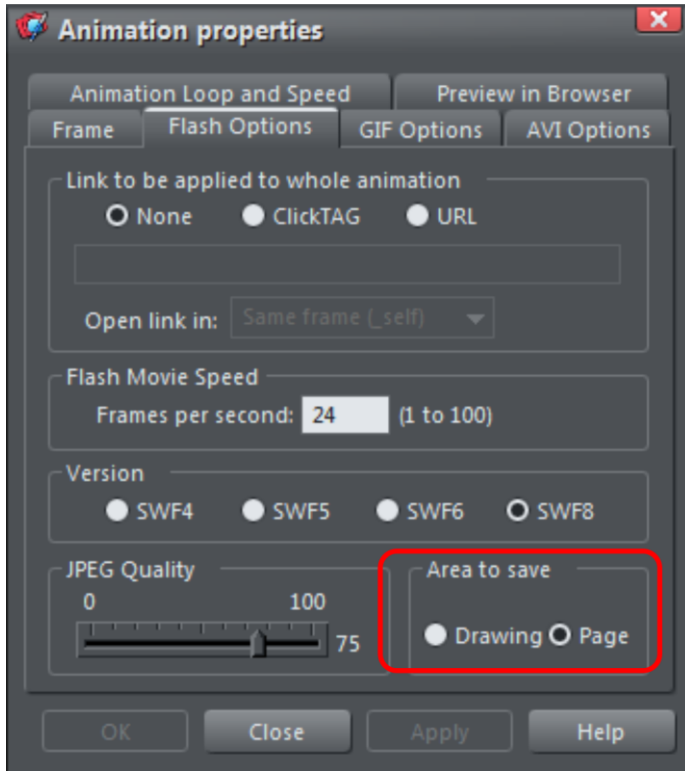 Animation properties
Animation Loop and Speed Preview in Browser
Frame Flash Options GIF Options AVI Options
Link to be applied to whole animation
None ClickTAG URL
Open link in: Same frame (_self)
Flash Movie Speed
Frames per second: 24 (1 to 100)
Version
SWF4 SWF5 SWF6 SWF8
JPEG Quality Area to save
0 100
75 Drawing Page
OK Close Apply Help